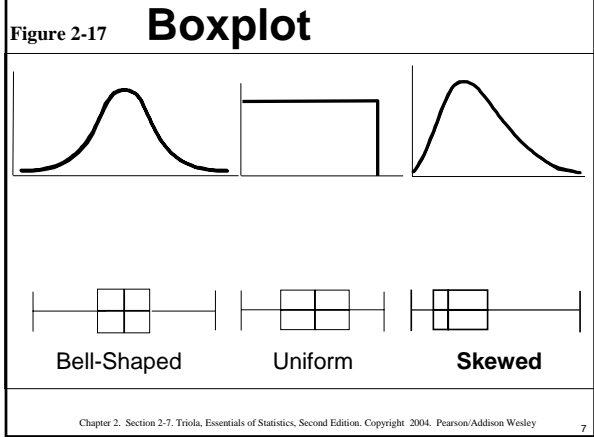 Figure 2-17 Boxplot
Bell-Shaped Uniform Skewed
Chapter 2. Section 2-7. Triola, Essentials of Statistics, Second Edition. Copyright 2004. Pearson/Addison Wesley
7